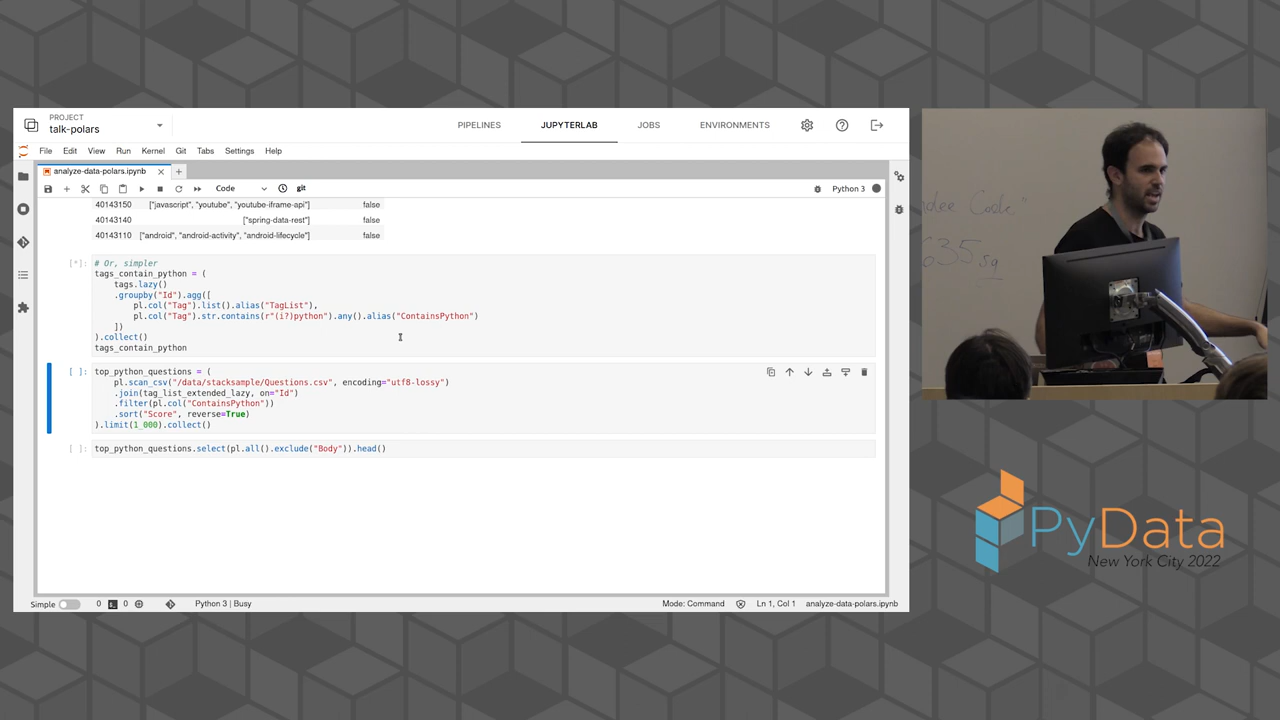 PROJECT
talk-polars
PIPELINES
JUPYTERLAB
JOBS
ENVIRONMENTS
File Edit View Run Kernel Git Tabs Settings Help
analyze-data-polars.ipynb
Code
git
Python 3
40143150 ["javascript", "youtube", "youtube-iframe-api"] false
40143140 ["spring-data-rest"] false
40143110 ["android", "android-activity", "android-lifecycle"] false
[*]: # Or, simpler
tags_contain_python = (
tags.lazy()
.groupby("Id").agg([
pl.col("Tag").list().alias("TagList"),
pl.col("Tag").str.contains(r"(i?)python").any().alias("ContainsPython")
])
).collect()
tags_contain_python
[ ]: top_python_questions = (
pl.scan_csv("/data/stacksample/Questions.csv", encoding="utf8-lossy")
.join(tag_list_extended_lazy, on="Id")
.filter(pl.col("ContainsPython"))
.sort("Score", reverse=True)
).limit(1_000).collect()
[ ]: top_python_questions.select(pl.all().exclude("Body")).head()
Simple 0 0 Python 3 | Busy Mode: Command Ln 1, Col 1 analyze-data-polars.ipynb
Code"
635 sq
PyData
New York City 2022